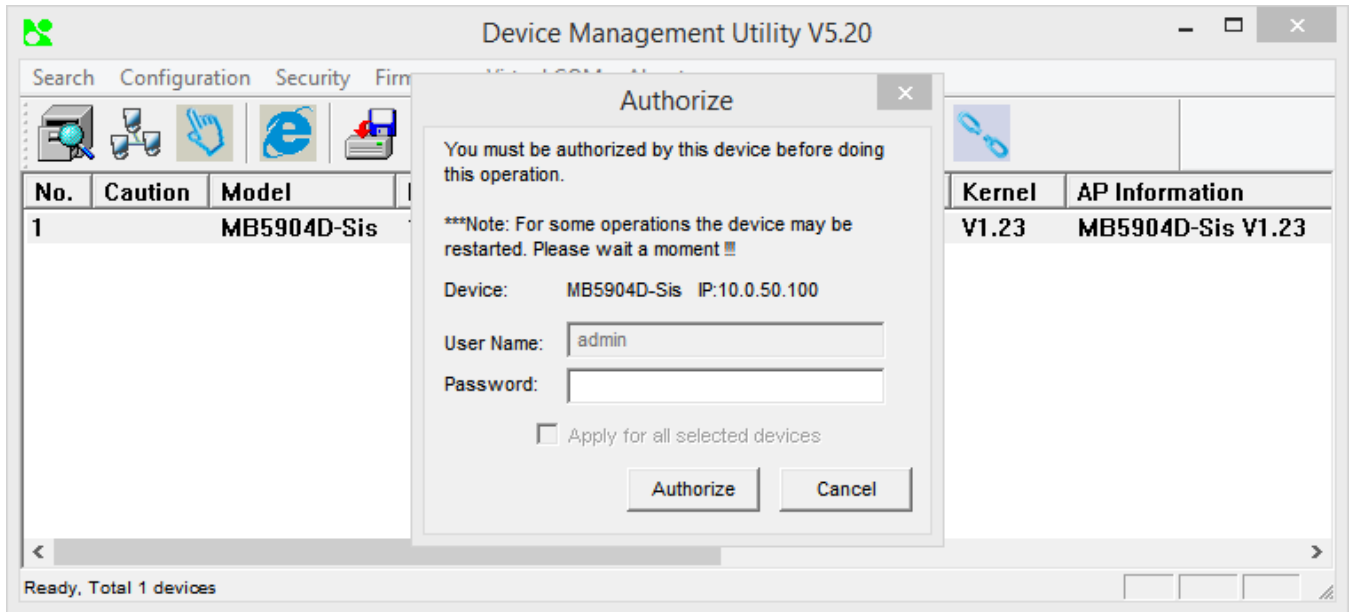 Device Management Utility V5.20
Search Configuration Security
Authorize
You must be authorized by this device before doing
this operation.
No. Caution Model Kernel AP Information
1 MB5904D-Sis V1.23 MB5904D-Sis V1.23
***Note: For some operations the device may be
restarted. Please wait a moment !!!
Device: MB5904D-Sis IP:10.0.50.100
User Name: admin
Password:
Apply for all selected devices
Authorize Cancel
Ready, Total 1 devices